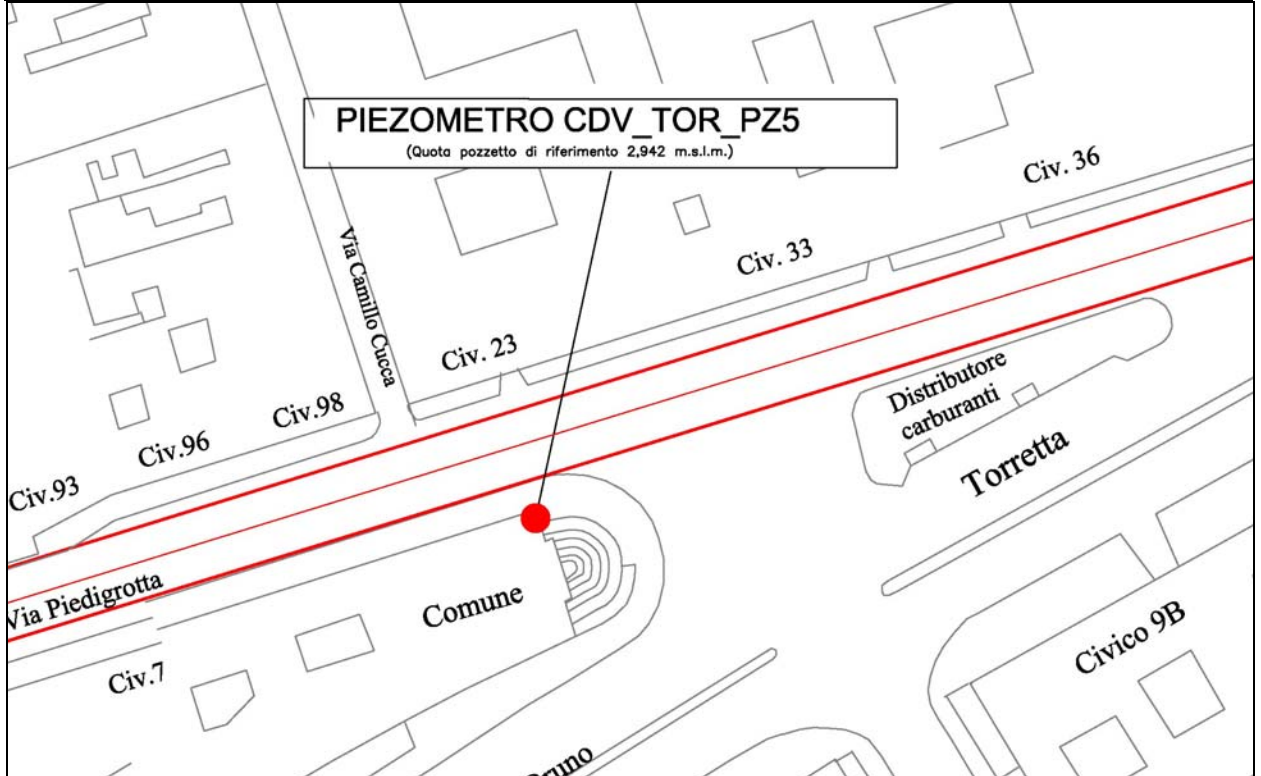 PIEZOMETRO CDV_TOR_PZ5
(Quota pozzetto di riferimento 2,942 m.s.l.m.)
Civ. 36
Civ. 33
Via Camillo Cucca
Civ. 23
Distributore
carburanti
Civ.98
Civ.96
Torretta
Civ.93
Via Piedigrotta
Comune
Civico 9B
Civ.7